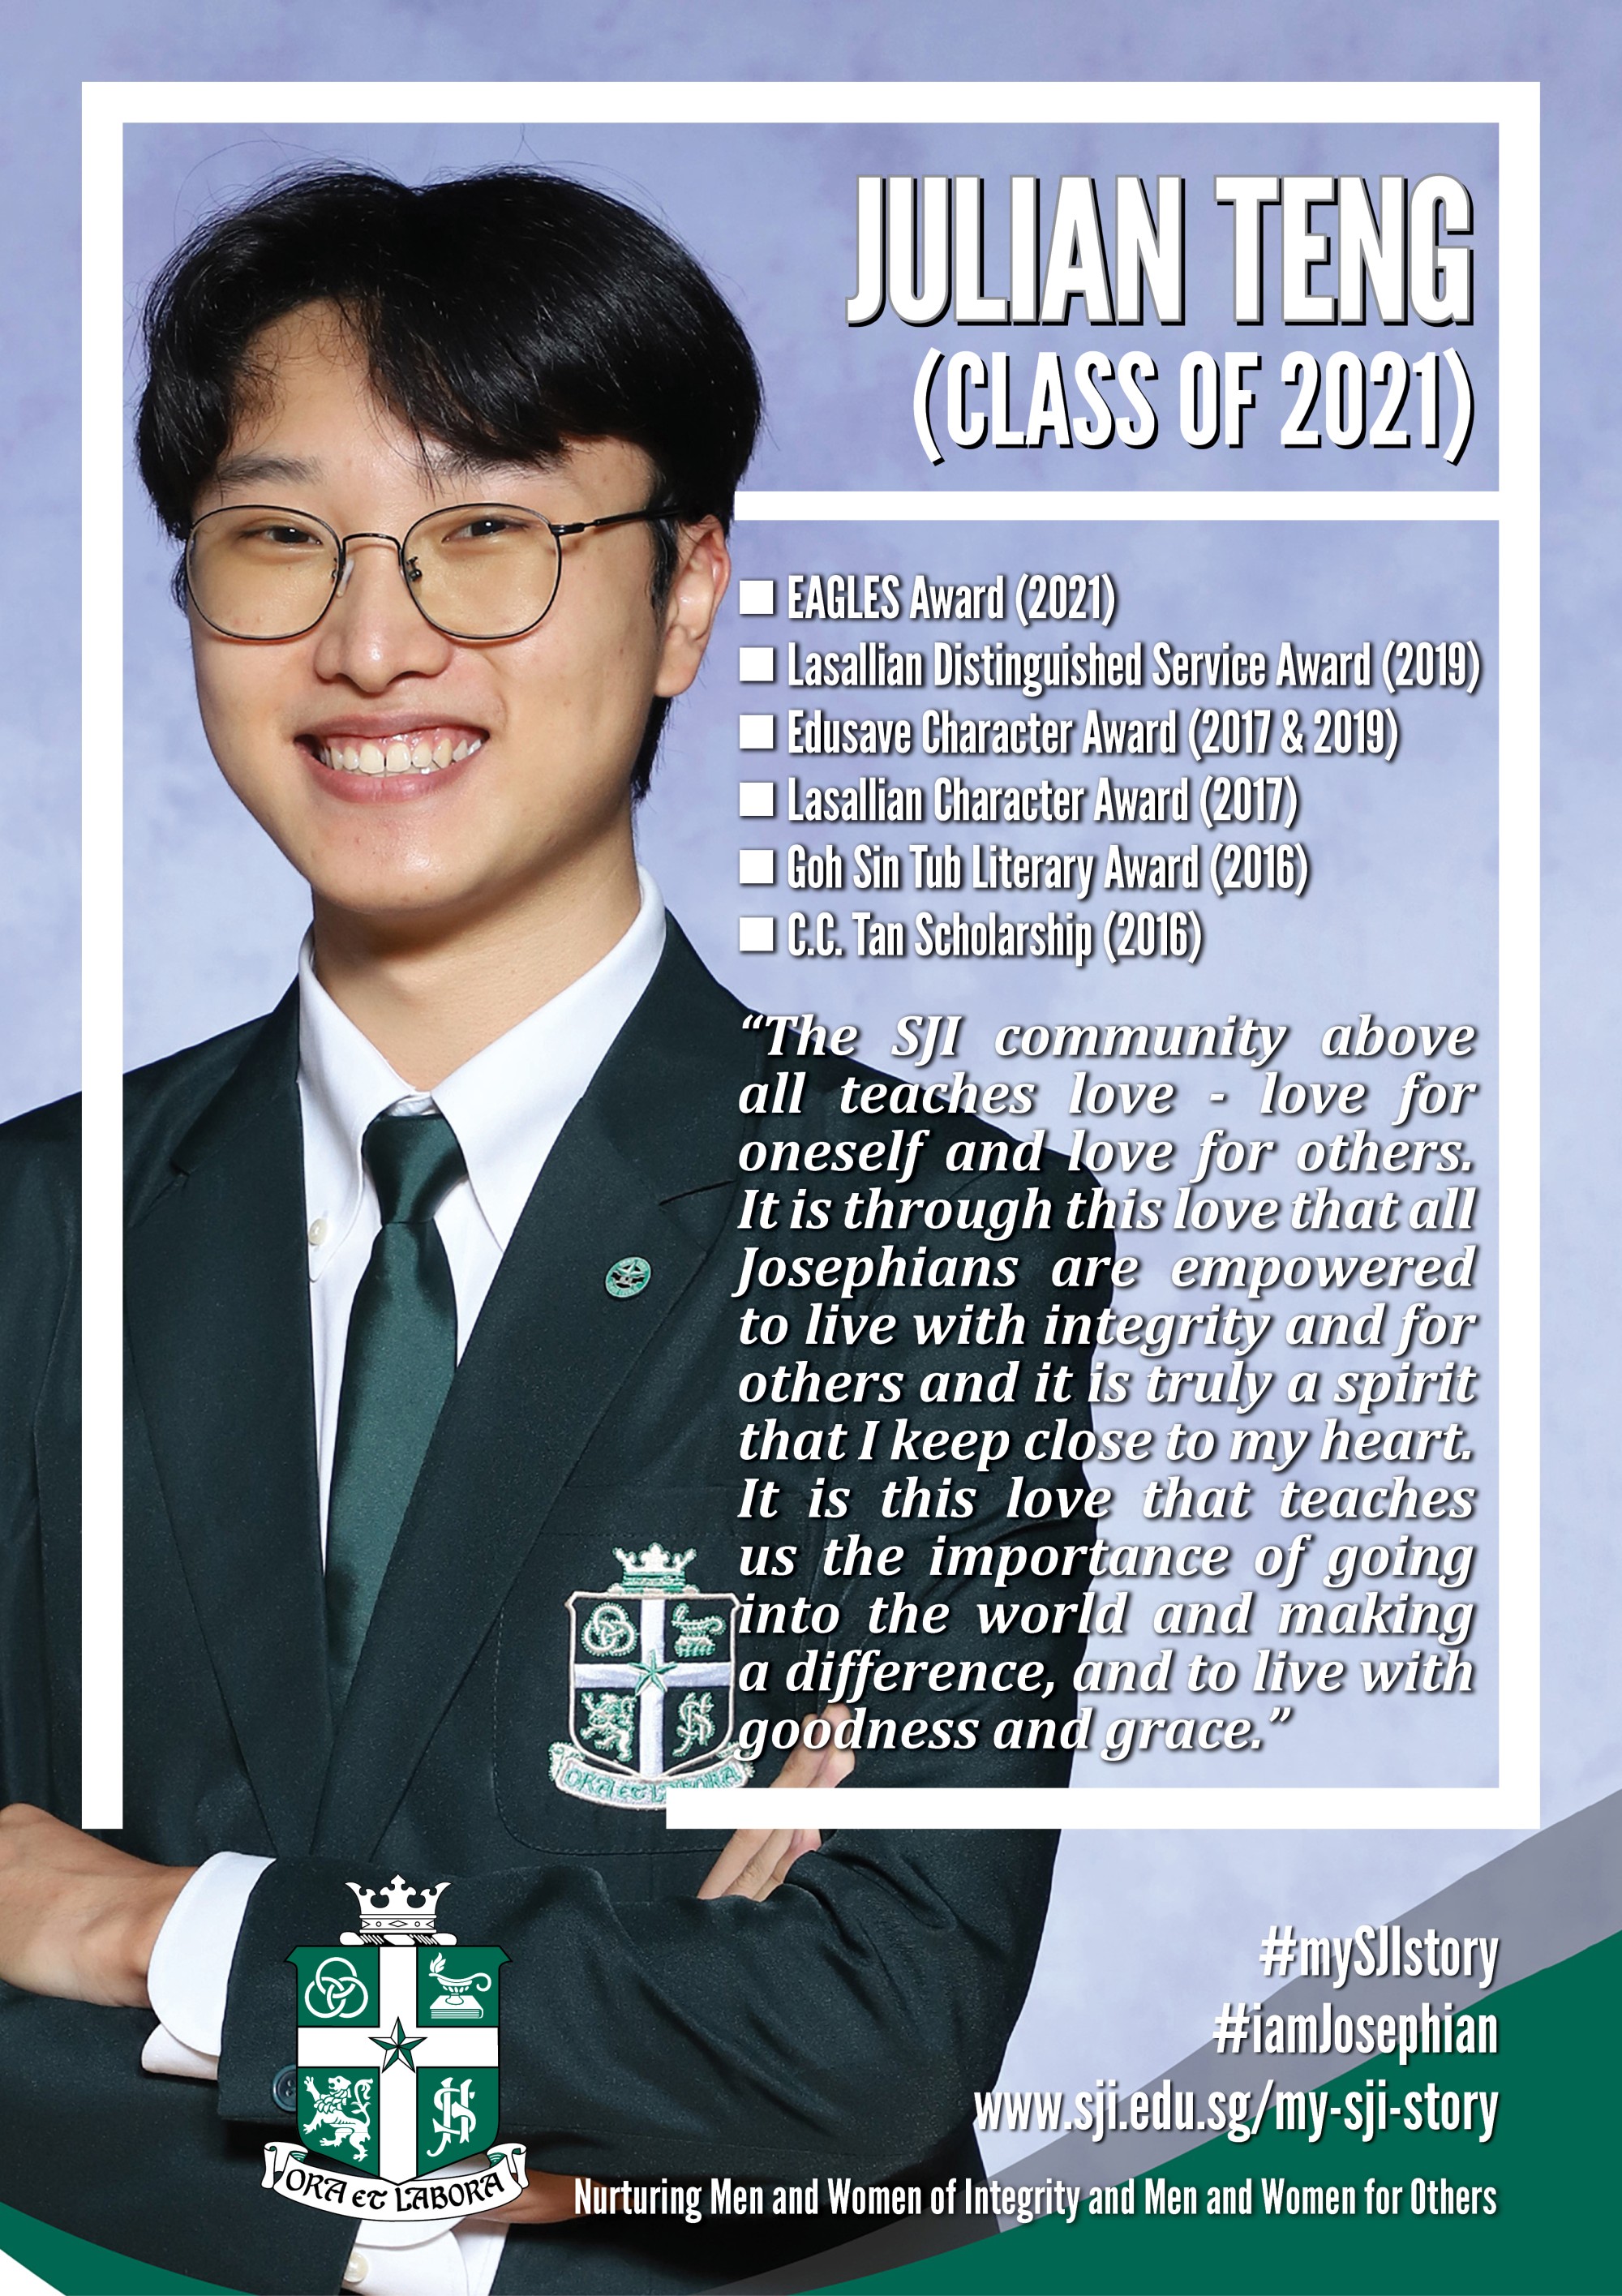 JULIAN TENG
(CLASS OF 2021)
EAGLES Award (2021)
Lasallian Distinguished Service Award (2019)
Edusave Character Award (2017 & 2019)
Lasallian Character Award (2017)
Goh Sin Tub Literary Award (2016)
C.C. Tan Scholarship (2016)
“The SJI community above
all teaches love - love for
oneself and love for others.
It is through this love that all
Josephians are empowered
to live with integrity and for
others and it is truly a spirit
that I keep close to my heart.
It is this love that teaches
us the importance of going
into the world and making
a difference, and to live with
goodness and grace.”
ORA ET LABORA
#mySJIstory
#iamJosephian
www.sji.edu.sg/my-sji-story
ORA ET LABORA
Nurturing Men and Women of Integrity and Men and Women for Others